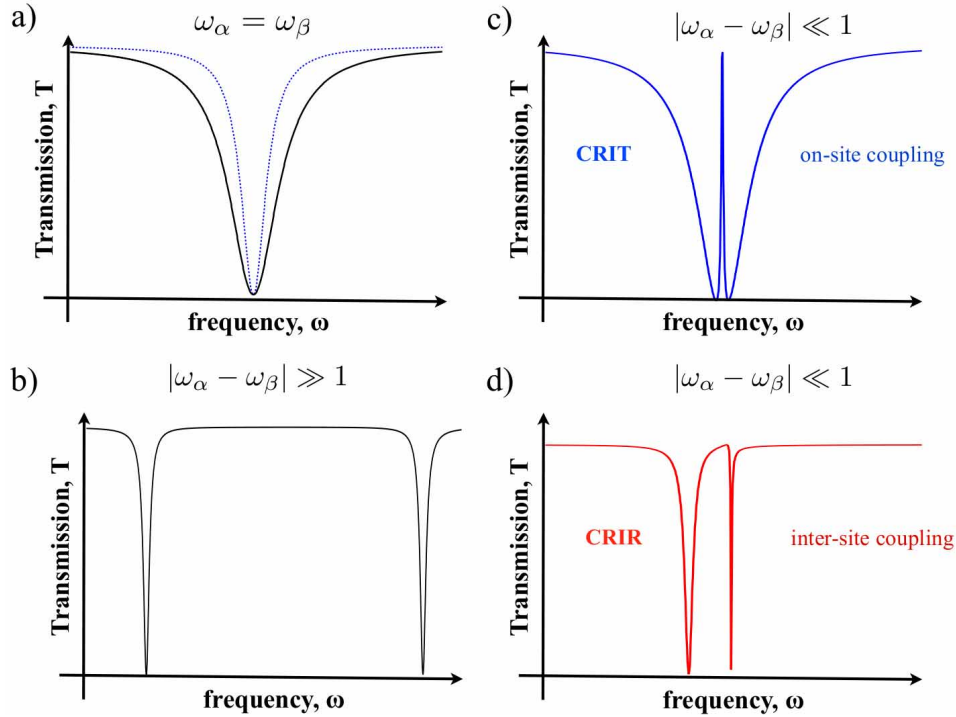 a)
ω_α = ω_β
Transmission, T
frequency, ω
c)
|ω_α − ω_β| ≪ 1
Transmission, T
CRIT
on-site coupling
frequency, ω
b)
|ω_α − ω_β| ≫ 1
Transmission, T
frequency, ω
d)
|ω_α − ω_β| ≪ 1
Transmission, T
CRIR
inter-site coupling
frequency, ω